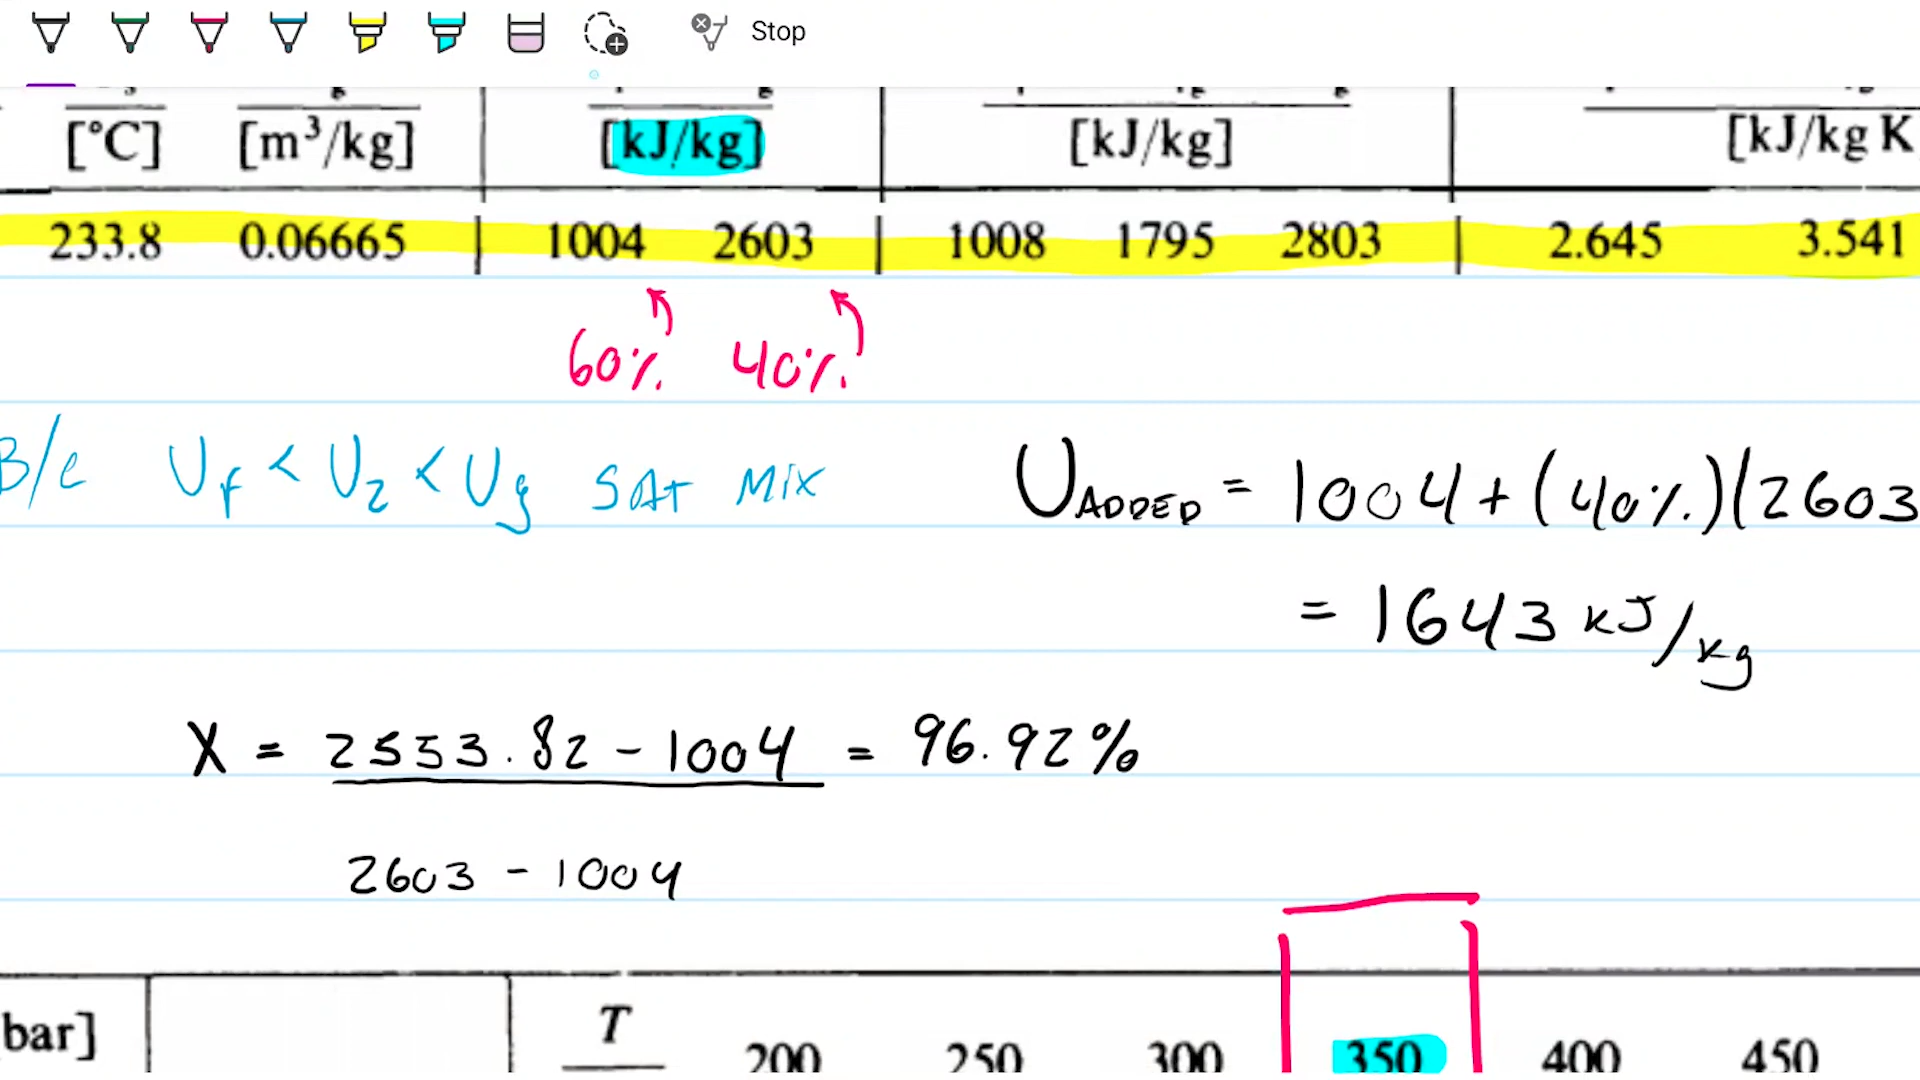 Stop
[°C] [m³/kg] [kJ/kg] [kJ/kg] [kJ/kg K
233.8 0.06665 1004 2603 1008 1795 2803 2.645 3.541
60% 40%
B/C Uf < U2 < Ug SAT MIX
UADDED = 1004 + (40%)(2603
= 1643 kJ/kg
X = 2553.82 - 1004 = 96.92%
2603 - 1004
bar] T 200 250 300 350 400 450